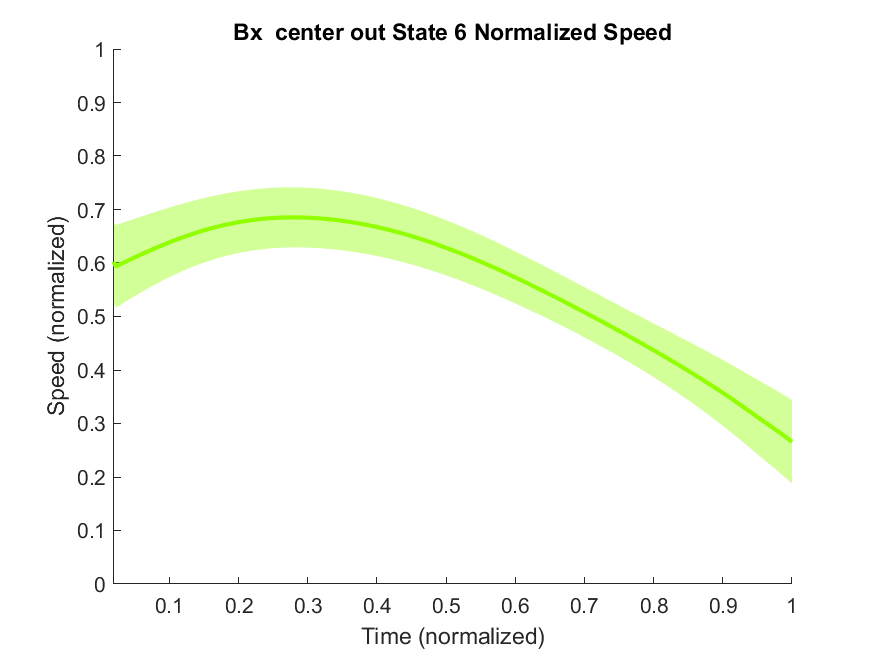 Bx  center out State 6 Normalized Speed
1
0.9
0.8
0.7
0.6
0.5
0.4
0.3
0.2
0.1
0
Speed (normalized)
0.1 0.2 0.3 0.4 0.5 0.6 0.7 0.8 0.9 1
Time (normalized)